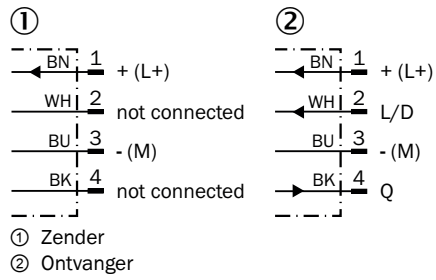 ① ②
BN 1 + (L+) BN 1 + (L+)
WH 2 not connected WH 2 L/D
BU 3 - (M) BU 3 - (M)
BK 4 not connected BK 4 Q
① Zender
② Ontvanger